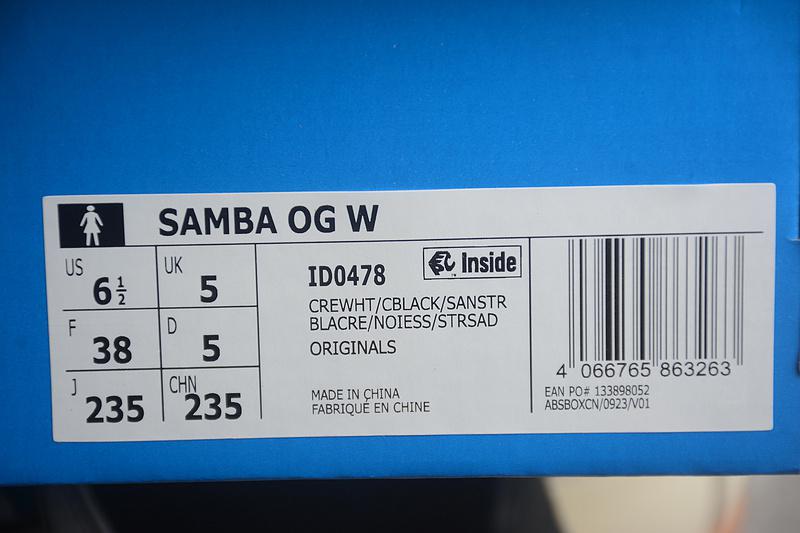 SAMBA OG W
US 6 1/2
UK 5
F 38
D 5
J 235
CHN 235
ID0478
Inside
CREWHT/CBLACK/SANSTR
BLACRE/NOIESS/STRSAD
ORIGINALS
MADE IN CHINA
FABRIQUÉ EN CHINE
4 066765 863263
EAN PO# 133898052
ABSBOXCN/0923/V01